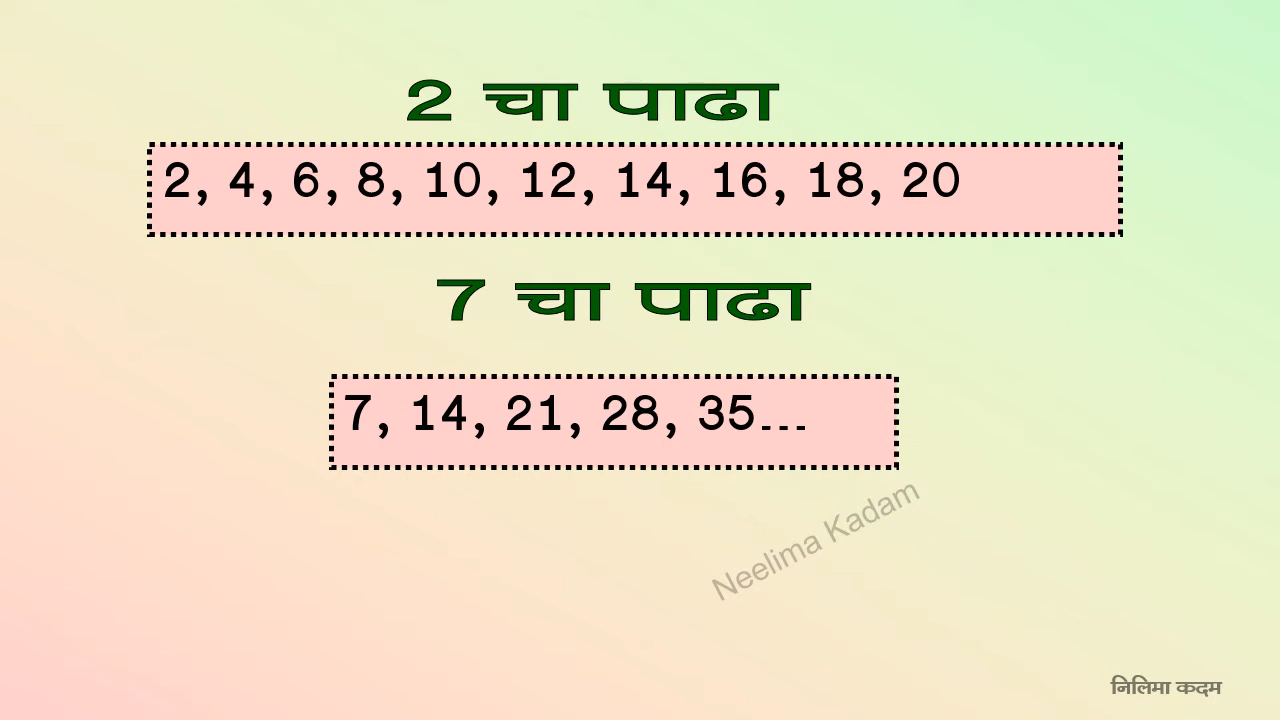 2 चा पाढा
2, 4, 6, 8, 10, 12, 14, 16, 18, 20
7 चा पाढा
7, 14, 21, 28, 35...
Neelima Kadam
निलिमा कदम